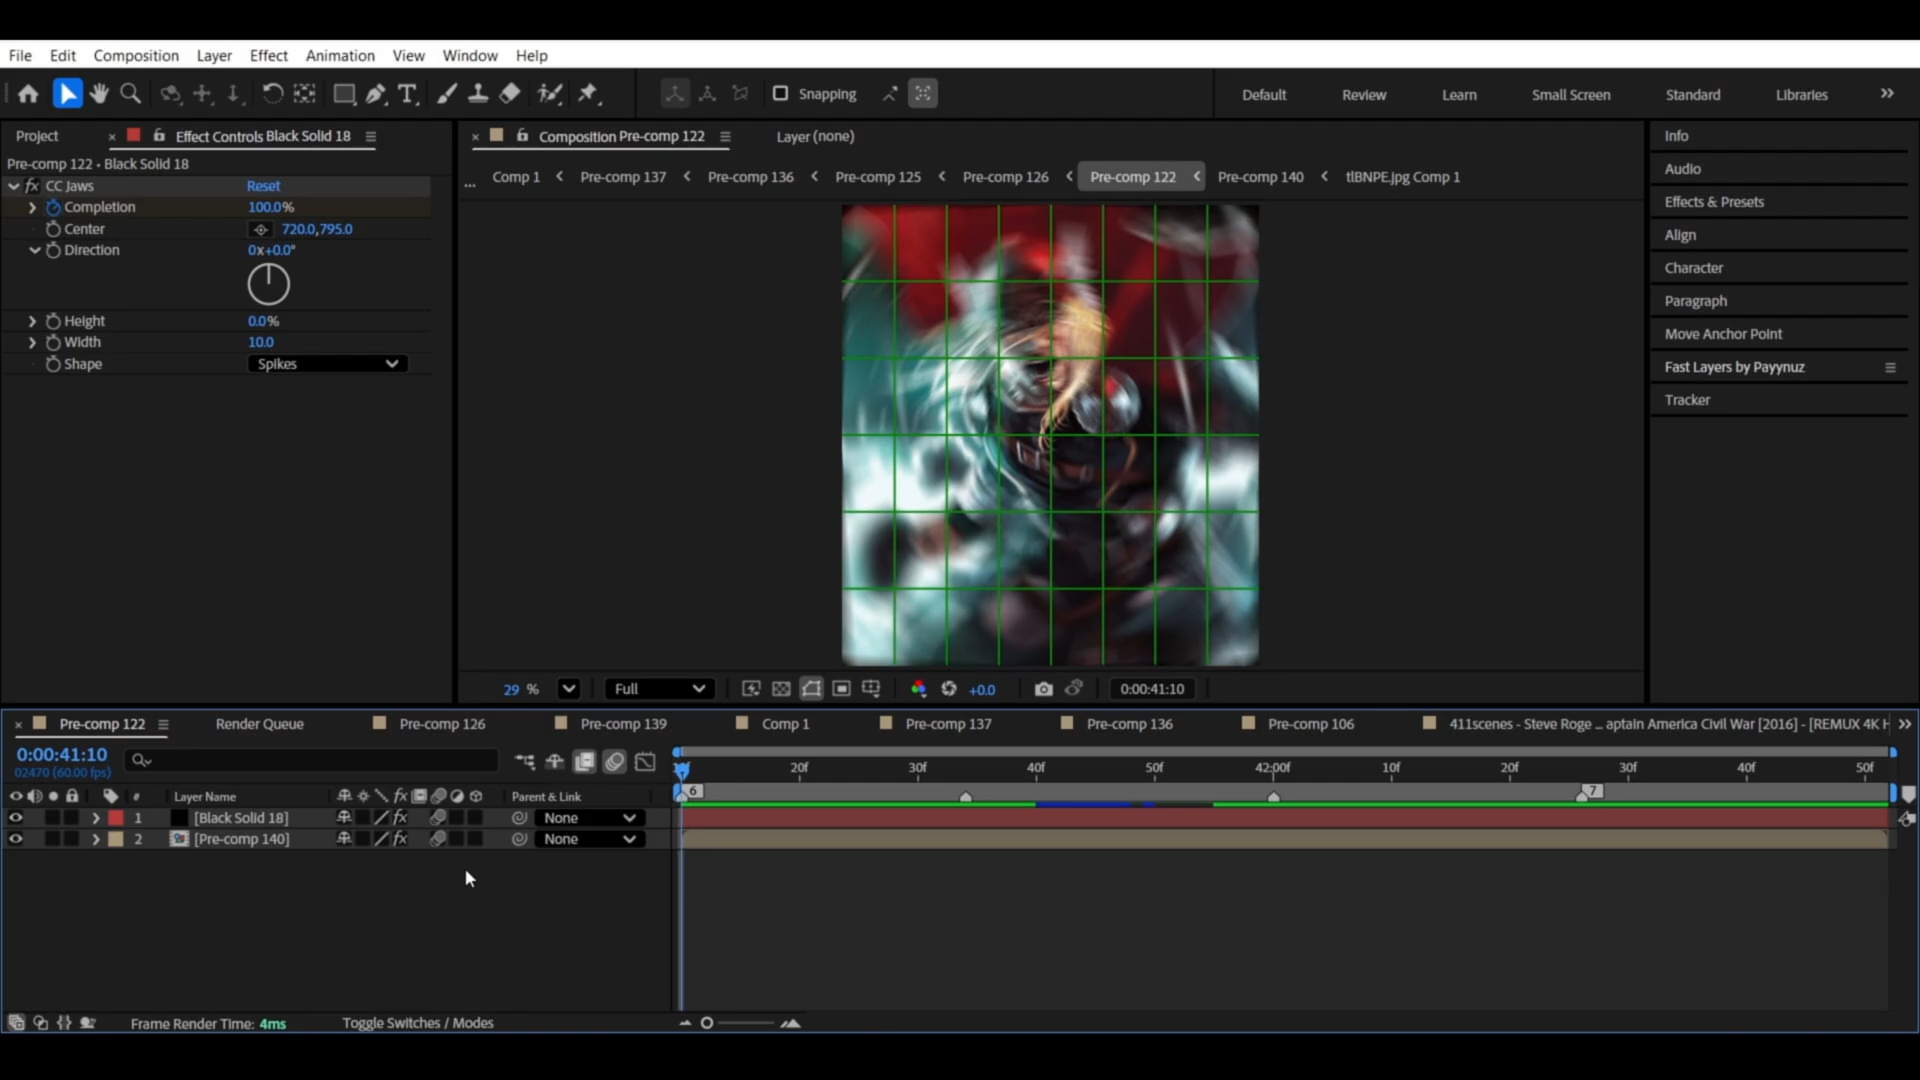 File Edit Composition Layer Effect Animation View Window Help
Snapping Default Review Learn Small Screen Standard Libraries
Project Effect Controls Black Solid 18
Composition Pre-comp 122 Layer (none)
Pre-comp 122 • Black Solid 18
... Comp 1 Pre-comp 137 Pre-comp 136 Pre-comp 125 Pre-comp 126 Pre-comp 122 Pre-comp 140 tlBNPE.jpg Comp 1
fx CC Jaws Reset
Completion 100.0%
Center 720.0,795.0
Direction 0x+0.0°
Height 0.0%
Width 10.0
Shape Spikes
Info
Audio
Effects & Presets
Align
Character
Paragraph
Move Anchor Point
Fast Layers by Payynuz
Tracker
29 % Full +0.0 0:00:41:10
Pre-comp 122 Render Queue Pre-comp 126 Pre-comp 139 Comp 1 Pre-comp 137 Pre-comp 136 Pre-comp 106 411scenes - Steve Roge ... aptain America Civil War [2016] - [REMUX 4K H
0:00:41:10
02470 (60.00 fps)
20f 30f 40f 50f 42:00f 10f 20f 30f 40f 50f
6 7
# Layer Name fx Parent & Link
1 [Black Solid 18] fx None
2 [Pre-comp 140] fx None
Frame Render Time: 4ms Toggle Switches / Modes